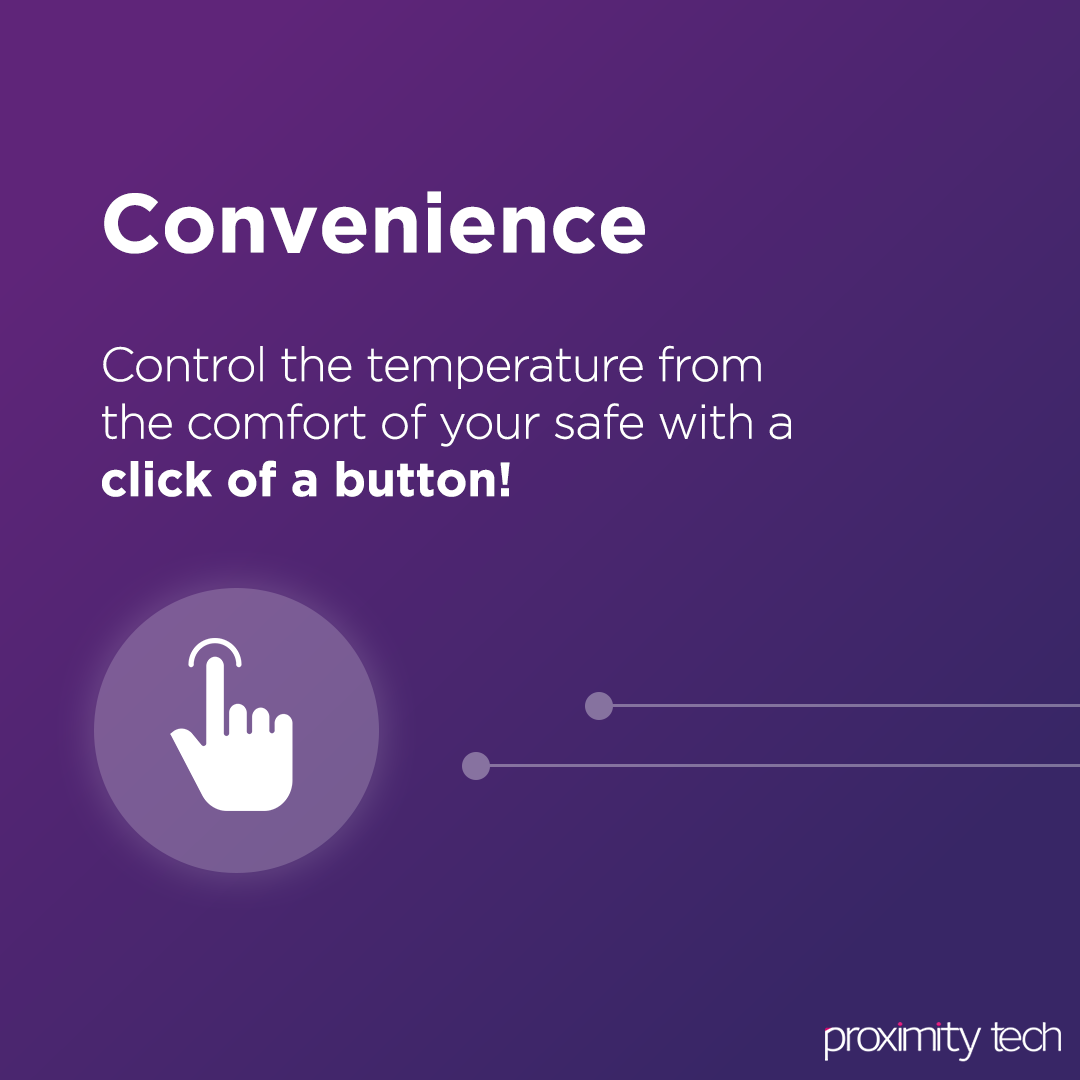 Convenience
Control the temperature from
the comfort of your safe with a
click of a button!
proximity tech